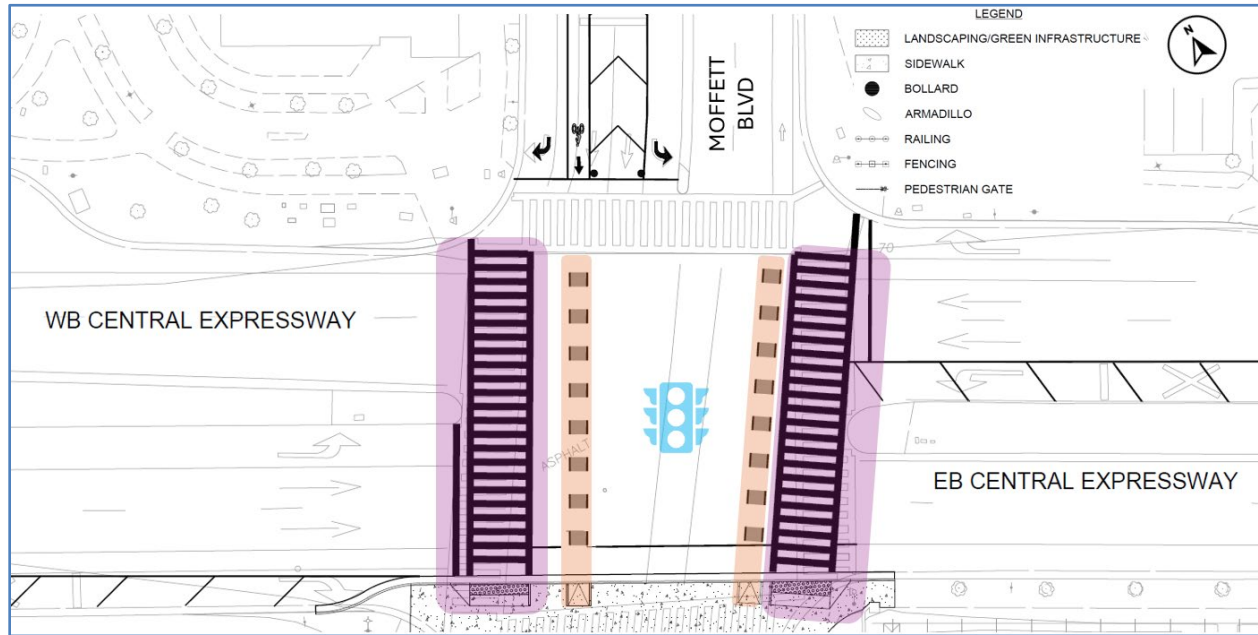 LEGEND
LANDSCAPING/GREEN INFRASTRUCTURE
SIDEWALK
BOLLARD
ARMADILLO
RAILING
FENCING
PEDESTRIAN GATE
N
MOFFETT
BLVD
70
WB CENTRAL EXPRESSWAY
ASPHALT
EB CENTRAL EXPRESSWAY